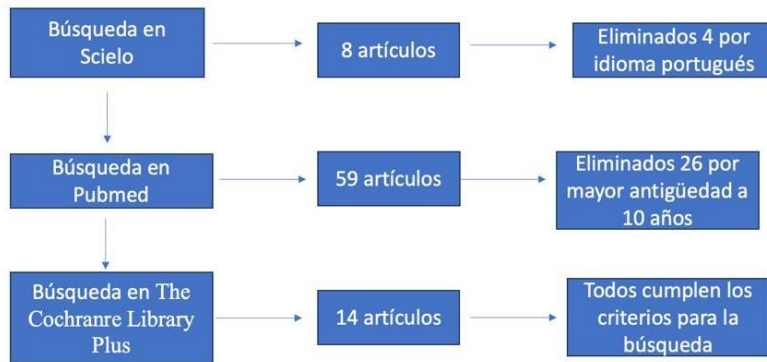 Búsqueda en
Scielo
8 artículos
Eliminados 4 por
idioma portugués
Búsqueda en
Pubmed
59 artículos
Eliminados 26 por
mayor antigüedad a
10 años
Búsqueda en The
Cochranre Library
Plus
14 artículos
Todos cumplen los
criterios para la
búsqueda